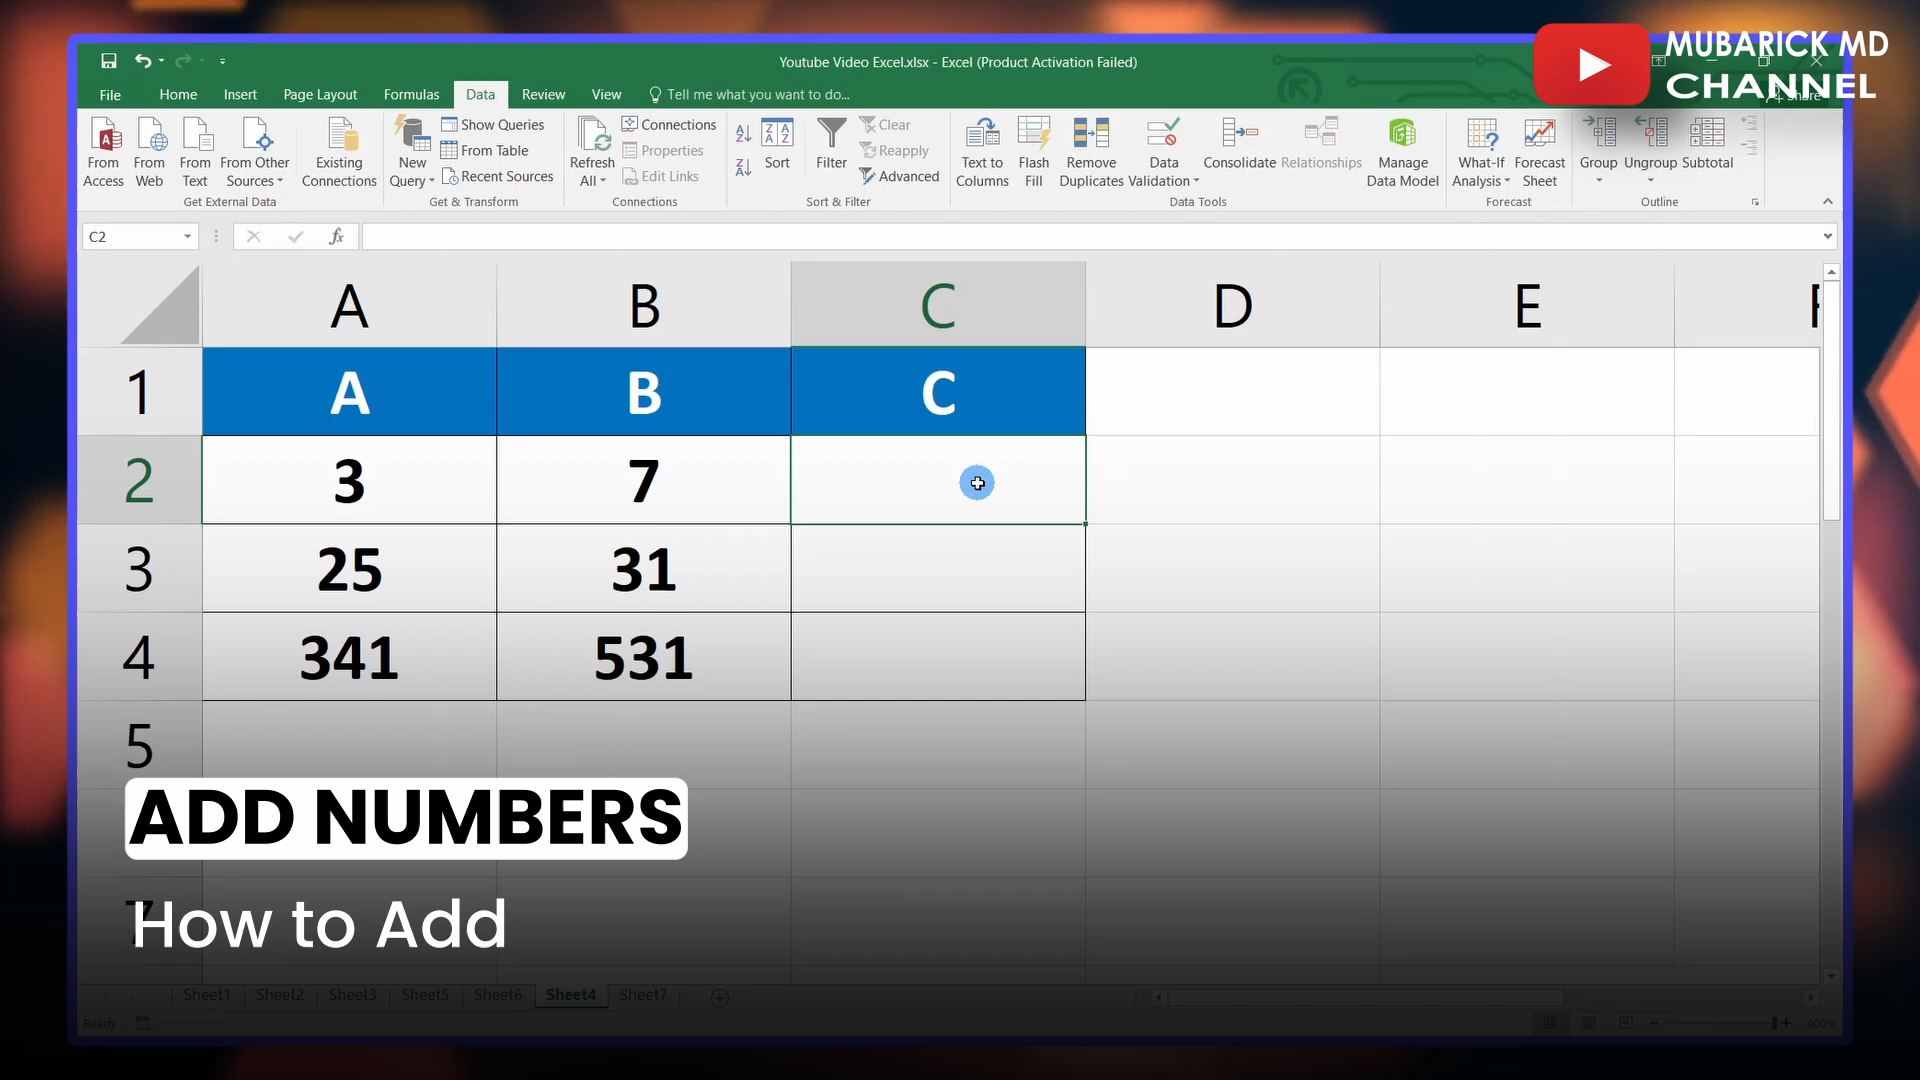 MUBARICK MD
CHANNEL
Youtube Video Excel.xlsx - Excel (Product Activation Failed)
File Home Insert Page Layout Formulas Data Review View Tell me what you want to do... Share
From Access
From Web
From Text
From Other Sources
Existing Connections
Get External Data
New Query
Show Queries
From Table
Recent Sources
Get & Transform
Refresh All
Connections
Properties
Edit Links
Connections
Sort
Filter
Clear
Reapply
Advanced
Sort & Filter
Text to Columns
Flash Fill
Remove Duplicates
Data Validation
Consolidate
Relationships
Manage Data Model
Data Tools
What-If Analysis
Forecast Sheet
Forecast
Group
Ungroup
Subtotal
Outline
C2 fx
A B C D E F
1 A B C
2 3 7
3 25 31
4 341 531
5
ADD NUMBERS
7
How to Add
Sheet1 Sheet2 Sheet3 Sheet5 Sheet6 Sheet4 Sheet7
Ready 400%